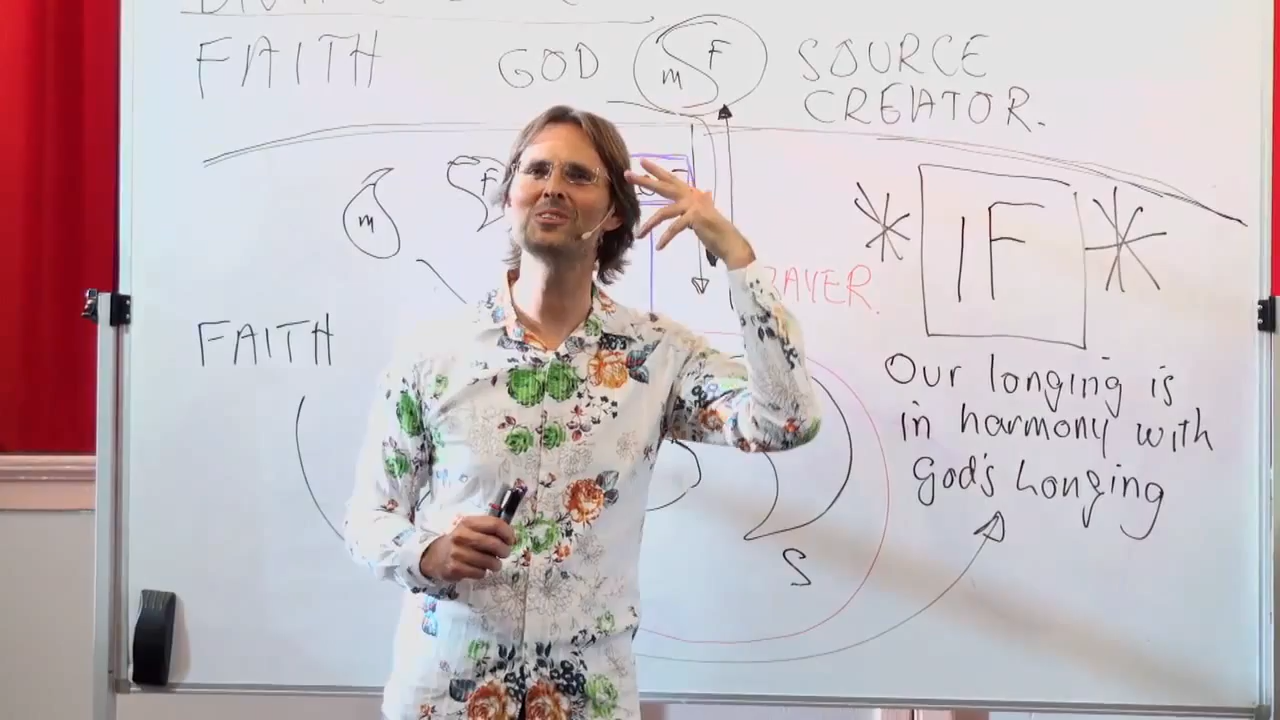 FAITH GOD m F SOURCE
CREATOR.
m F
IF
FAITH
Our longing is
in harmony with
God's Longing
S